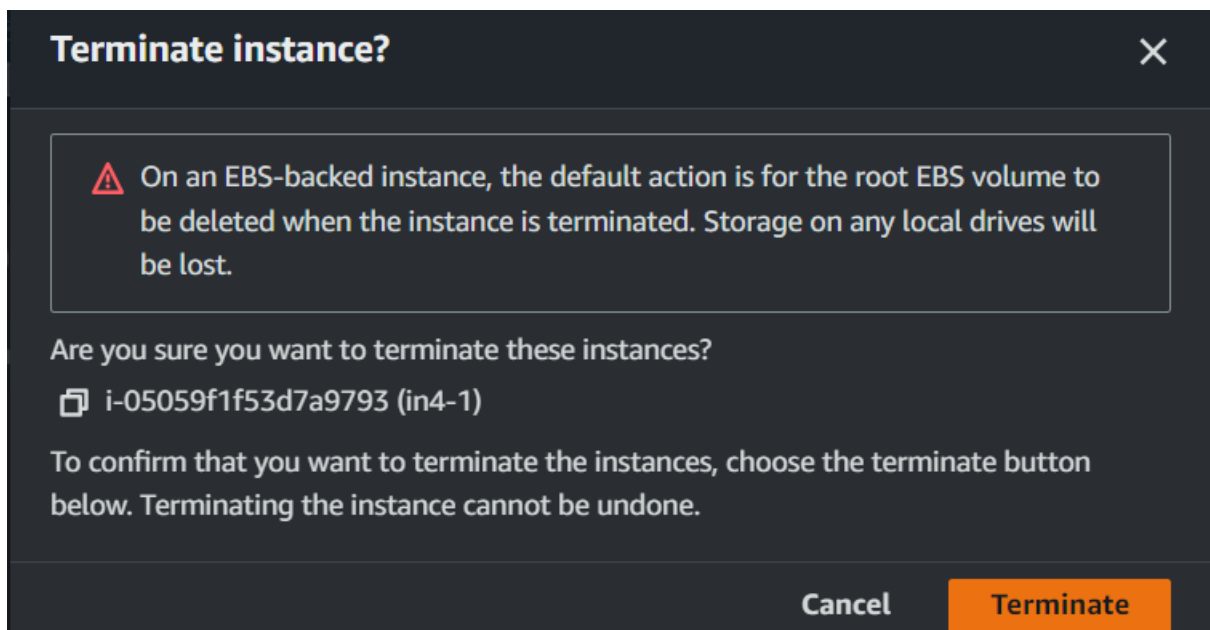 Terminate instance?
On an EBS-backed instance, the default action is for the root EBS volume to
be deleted when the instance is terminated. Storage on any local drives will
be lost.
Are you sure you want to terminate these instances?
i-05059f1f53d7a9793 (in4-1)
To confirm that you want to terminate the instances, choose the terminate button
below. Terminating the instance cannot be undone.
Cancel Terminate